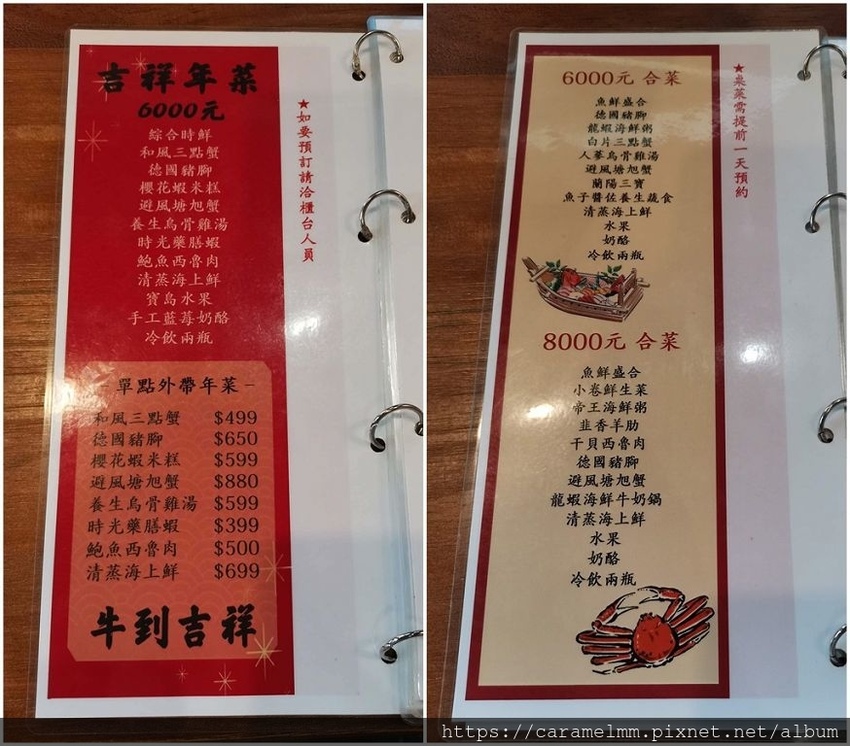 吉祥年菜
6000元
綜合時鮮
和風三點蟹
德國豬腳
櫻花蝦米糕
避風塘旭蟹
養生烏骨雞湯
時光藥膳蝦
鮑魚西魯肉
清蒸海上鮮
寶島水果
手工藍莓奶酪
冷飲兩瓶
–單點外帶年菜–
和風三點蟹 $499
德國豬腳 $650
櫻花蝦米糕 $599
避風塘旭蟹 $880
養生烏骨雞湯 $599
時光藥膳蝦 $399
鮑魚西魯肉 $500
清蒸海上鮮 $699
牛到吉祥
★如要預訂請洽櫃台人員
6000元 合菜
魚鮮盛合
德國豬腳
龍蝦海鮮粥
白片三點蟹
人蔘烏骨雞湯
避風塘旭蟹
蘭陽三寶
魚子醬佐養生蔬食
清蒸海上鮮
水果
奶酪
冷飲兩瓶
8000元 合菜
魚鮮盛合
小卷鮮生菜
帝王海鮮粥
韭香羊肋
干貝西魯肉
德國豬腳
避風塘旭蟹
龍蝦海鮮牛奶鍋
清蒸海上鮮
水果
奶酪
冷飲兩瓶
★桌菜需提前一天預約
https://caramelmm.pixnet.net/album